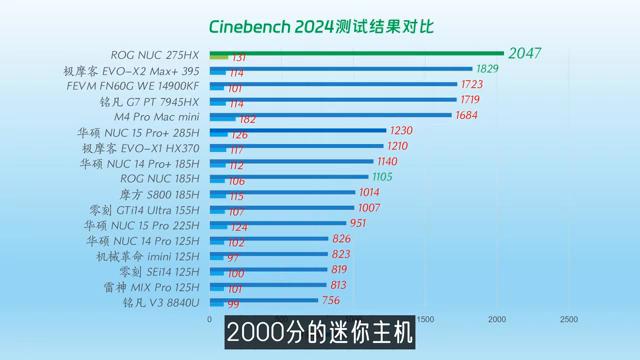 Cinebench 2024测试结果对比
ROG NUC 275HX 2047 131
极摩客 EVO-X2 Max+ 395 1829 114
FEVM FN60G WE 14900KF 1723 101
铭凡 G7 PT 7945HX 1719 114
M4 Pro Mac mini 1684 182
华硕 NUC 15 Pro+ 285H 1230 126
极摩客 EVO-X1 HX370 1210 117
华硕 NUC 14 Pro+ 185H 1140 112
ROG NUC 185H 1105 106
摩方 S800 185H 1014 115
零刻 GTi14 Ultra 155H 1007 107
华硕 NUC 15 Pro 225H 951 124
华硕 NUC 14 Pro 125H 826 102
机械革命 imini 125H 823 97
零刻 SEi14 125H 819 100
雷神 MIX Pro 125H 813 101
铭凡 V3 8840U 756 99
0 500 1000 1500 2000 2500
2000分的迷你主机